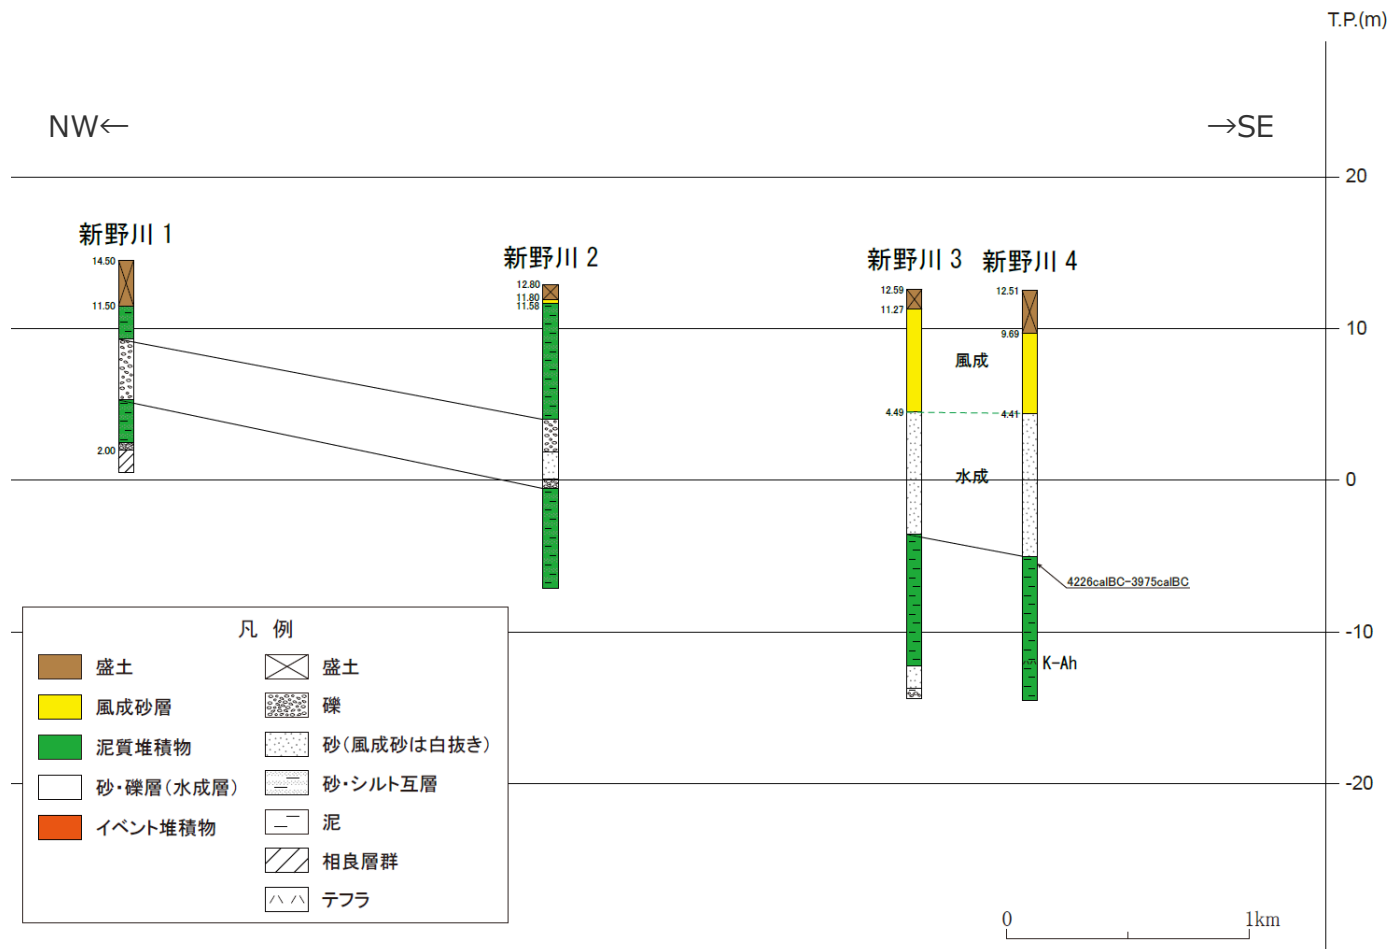 T.P.(m)
NW←
→SE
20
10
0
-10
-20
新野川 1
14.50
11.50
2.00
新野川 2
12.80
11.80
11.58
新野川 3
12.59
11.27
4.49
新野川 4
12.51
9.69
4.41
風成
水成
4226calBC-3975calBC
K-Ah
凡 例
盛土
風成砂層
泥質堆積物
砂・礫層(水成層)
イベント堆積物
盛土
礫
砂(風成砂は白抜き)
砂・シルト互層
泥
相良層群
テフラ
0
1km